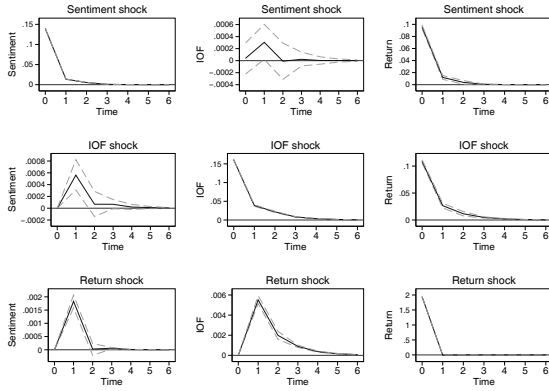 Sentiment shock
Sentiment
.15
.1
.05
0
0 1 2 3 4 5 6
Time
Sentiment shock
IOF
.0006
.0004
.0002
0
-.0002
-.0004
0 1 2 3 4 5 6
Time
Sentiment shock
Return
.1
.08
.06
.04
.02
0
0 1 2 3 4 5 6
Time
IOF shock
Sentiment
.0008
.0006
.0004
.0002
0
-.0002
0 1 2 3 4 5 6
Time
IOF shock
IOF
.15
.1
.05
0
0 1 2 3 4 5 6
Time
IOF shock
Return
.1
.05
0
0 1 2 3 4 5 6
Time
Return shock
Sentiment
.002
.0015
.001
.0005
0
0 1 2 3 4 5 6
Time
Return shock
IOF
.006
.004
.002
0
0 1 2 3 4 5 6
Time
Return shock
Return
2
1.5
1
.5
0
0 1 2 3 4 5 6
Time